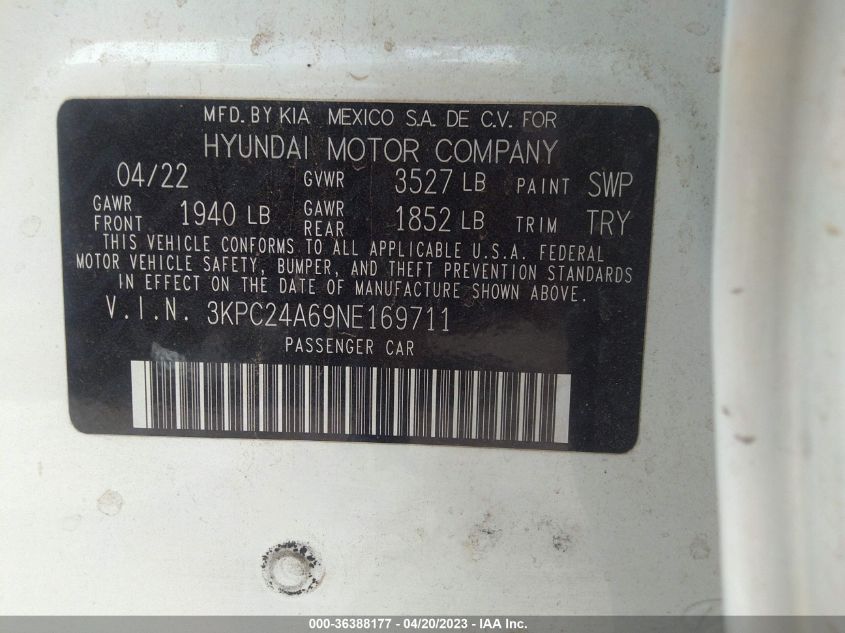 MFD. BY KIA MEXICO S.A. DE C.V. FOR
HYUNDAI MOTOR COMPANY
04/22 GVWR 3527 LB PAINT SWP
GAWR FRONT 1940 LB GAWR REAR 1852 LB TRIM TRY
THIS VEHICLE CONFORMS TO ALL APPLICABLE U.S.A. FEDERAL
MOTOR VEHICLE SAFETY, BUMPER, AND THEFT PREVENTION STANDARDS
IN EFFECT ON THE DATE OF MANUFACTURE SHOWN ABOVE.
V.I.N. 3KPC24A69NE169711
PASSENGER CAR
000-36388177 - 04/20/2023 - IAA Inc.